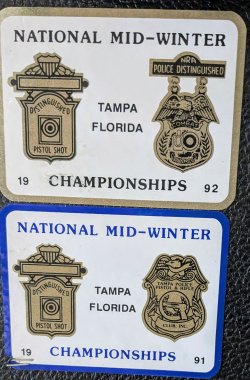 NATIONAL MID-WINTER
NRA
POLICE DISTINGUISHED
DISTINGUISHED
PISTOL SHOT
TAMPA
FLORIDA
19 CHAMPIONSHIPS 92
NATIONAL MID-WINTER
DISTINGUISHED
PISTOL SHOT
TAMPA
FLORIDA
TAMPA POLICE
PISTOL & RIFLE
CLUB, INC.
19 CHAMPIONSHIPS 91